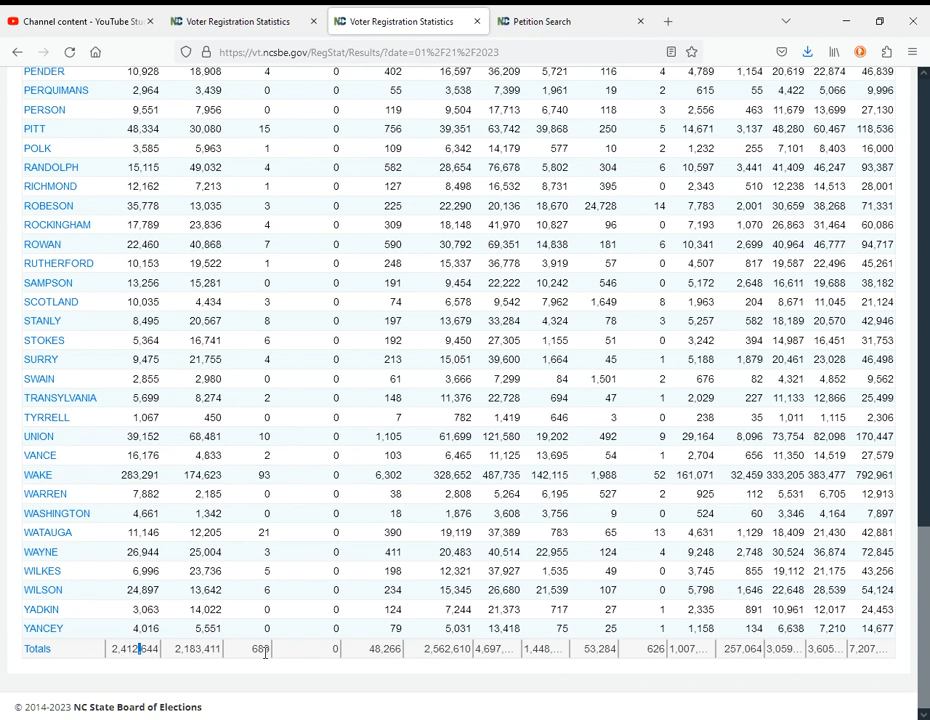 Channel content - YouTube Stu Voter Registration Statistics Voter Registration Statistics Petition Search
https://vt.ncsbe.gov/RegStat/Results/?date=01%2F21%2F2023
PENDER 10,928 18,908 4 0 402 16,597 36,209 5,721 116 4 4,789 1,154 20,619 22,874 46,839
PERQUIMANS 2,964 3,439 0 0 55 3,538 7,399 1,961 19 2 615 55 4,422 5,066 9,996
PERSON 9,551 7,956 0 0 119 9,504 17,713 6,740 118 3 2,556 463 11,679 13,699 27,130
PITT 48,334 30,080 15 0 756 39,351 63,742 39,868 250 5 14,671 3,137 48,280 60,467 118,536
POLK 3,585 5,963 1 0 109 6,342 14,179 577 10 2 1,232 255 7,101 8,403 16,000
RANDOLPH 15,115 49,032 4 0 582 28,654 76,678 5,802 304 6 10,597 3,441 41,409 46,247 93,387
RICHMOND 12,162 7,213 1 0 127 8,498 16,532 8,731 395 0 2,343 510 12,238 14,513 28,001
ROBESON 35,778 13,035 3 0 225 22,290 20,136 18,670 24,728 14 7,783 2,001 30,659 38,268 71,331
ROCKINGHAM 17,789 23,836 4 0 309 18,148 41,970 10,827 96 0 7,193 1,070 26,863 31,464 60,086
ROWAN 22,460 40,868 7 0 590 30,792 69,351 14,838 181 6 10,341 2,699 40,964 46,777 94,717
RUTHERFORD 10,153 19,522 1 0 248 15,337 36,778 3,919 57 0 4,507 817 19,587 22,496 45,261
SAMPSON 13,256 15,281 0 0 191 9,454 22,222 10,242 546 0 5,172 2,648 16,611 19,688 38,182
SCOTLAND 10,035 4,434 3 0 74 6,578 9,542 7,962 1,649 8 1,963 204 8,671 11,045 21,124
STANLY 8,495 20,567 8 0 197 13,679 33,284 4,324 78 3 5,257 582 18,189 20,570 42,946
STOKES 5,364 16,741 6 0 192 9,450 27,305 1,155 51 0 3,242 394 14,987 16,451 31,753
SURRY 9,475 21,755 4 0 213 15,051 39,600 1,664 45 1 5,188 1,879 20,461 23,028 46,498
SWAIN 2,855 2,980 0 0 61 3,666 7,299 84 1,501 2 676 82 4,321 4,852 9,562
TRANSYLVANIA 5,699 8,274 2 0 148 11,376 22,728 694 47 1 2,029 227 11,133 12,866 25,499
TYRRELL 1,067 450 0 0 7 782 1,419 646 3 0 238 35 1,011 1,115 2,306
UNION 39,152 68,481 10 0 1,105 61,699 121,580 19,202 492 9 29,164 8,096 73,754 82,098 170,447
VANCE 16,176 4,833 2 0 103 6,465 11,125 13,695 54 1 2,704 656 11,350 14,519 27,579
WAKE 283,291 174,623 93 0 6,302 328,652 487,735 142,115 1,988 52 161,071 32,459 333,205 383,477 792,961
WARREN 7,882 2,185 0 0 38 2,808 5,264 6,195 527 2 925 112 5,531 6,705 12,913
WASHINGTON 4,661 1,342 0 0 18 1,876 3,608 3,756 9 0 524 60 3,346 4,164 7,897
WATAUGA 11,146 12,205 21 0 390 19,119 37,389 783 65 13 4,631 1,129 18,409 21,430 42,881
WAYNE 26,944 25,004 3 0 411 20,483 40,514 22,955 124 4 9,248 2,748 30,524 36,874 72,845
WILKES 6,996 23,736 5 0 198 12,321 37,927 1,535 49 0 3,745 855 19,112 21,175 43,256
WILSON 24,897 13,642 6 0 234 15,345 26,680 21,539 107 0 5,798 1,646 22,648 28,539 54,124
YADKIN 3,063 14,022 0 0 124 7,244 21,373 717 27 1 2,335 891 10,961 12,017 24,453
YANCEY 4,016 5,551 0 0 79 5,031 13,418 75 25 1 1,158 134 6,638 7,210 14,677
Totals 2,412,644 2,183,411 689 0 48,266 2,562,610 4,697,... 1,448,... 53,284 626 1,007,... 257,064 3,059... 3,605... 7,207,...
© 2014-2023 NC State Board of Elections